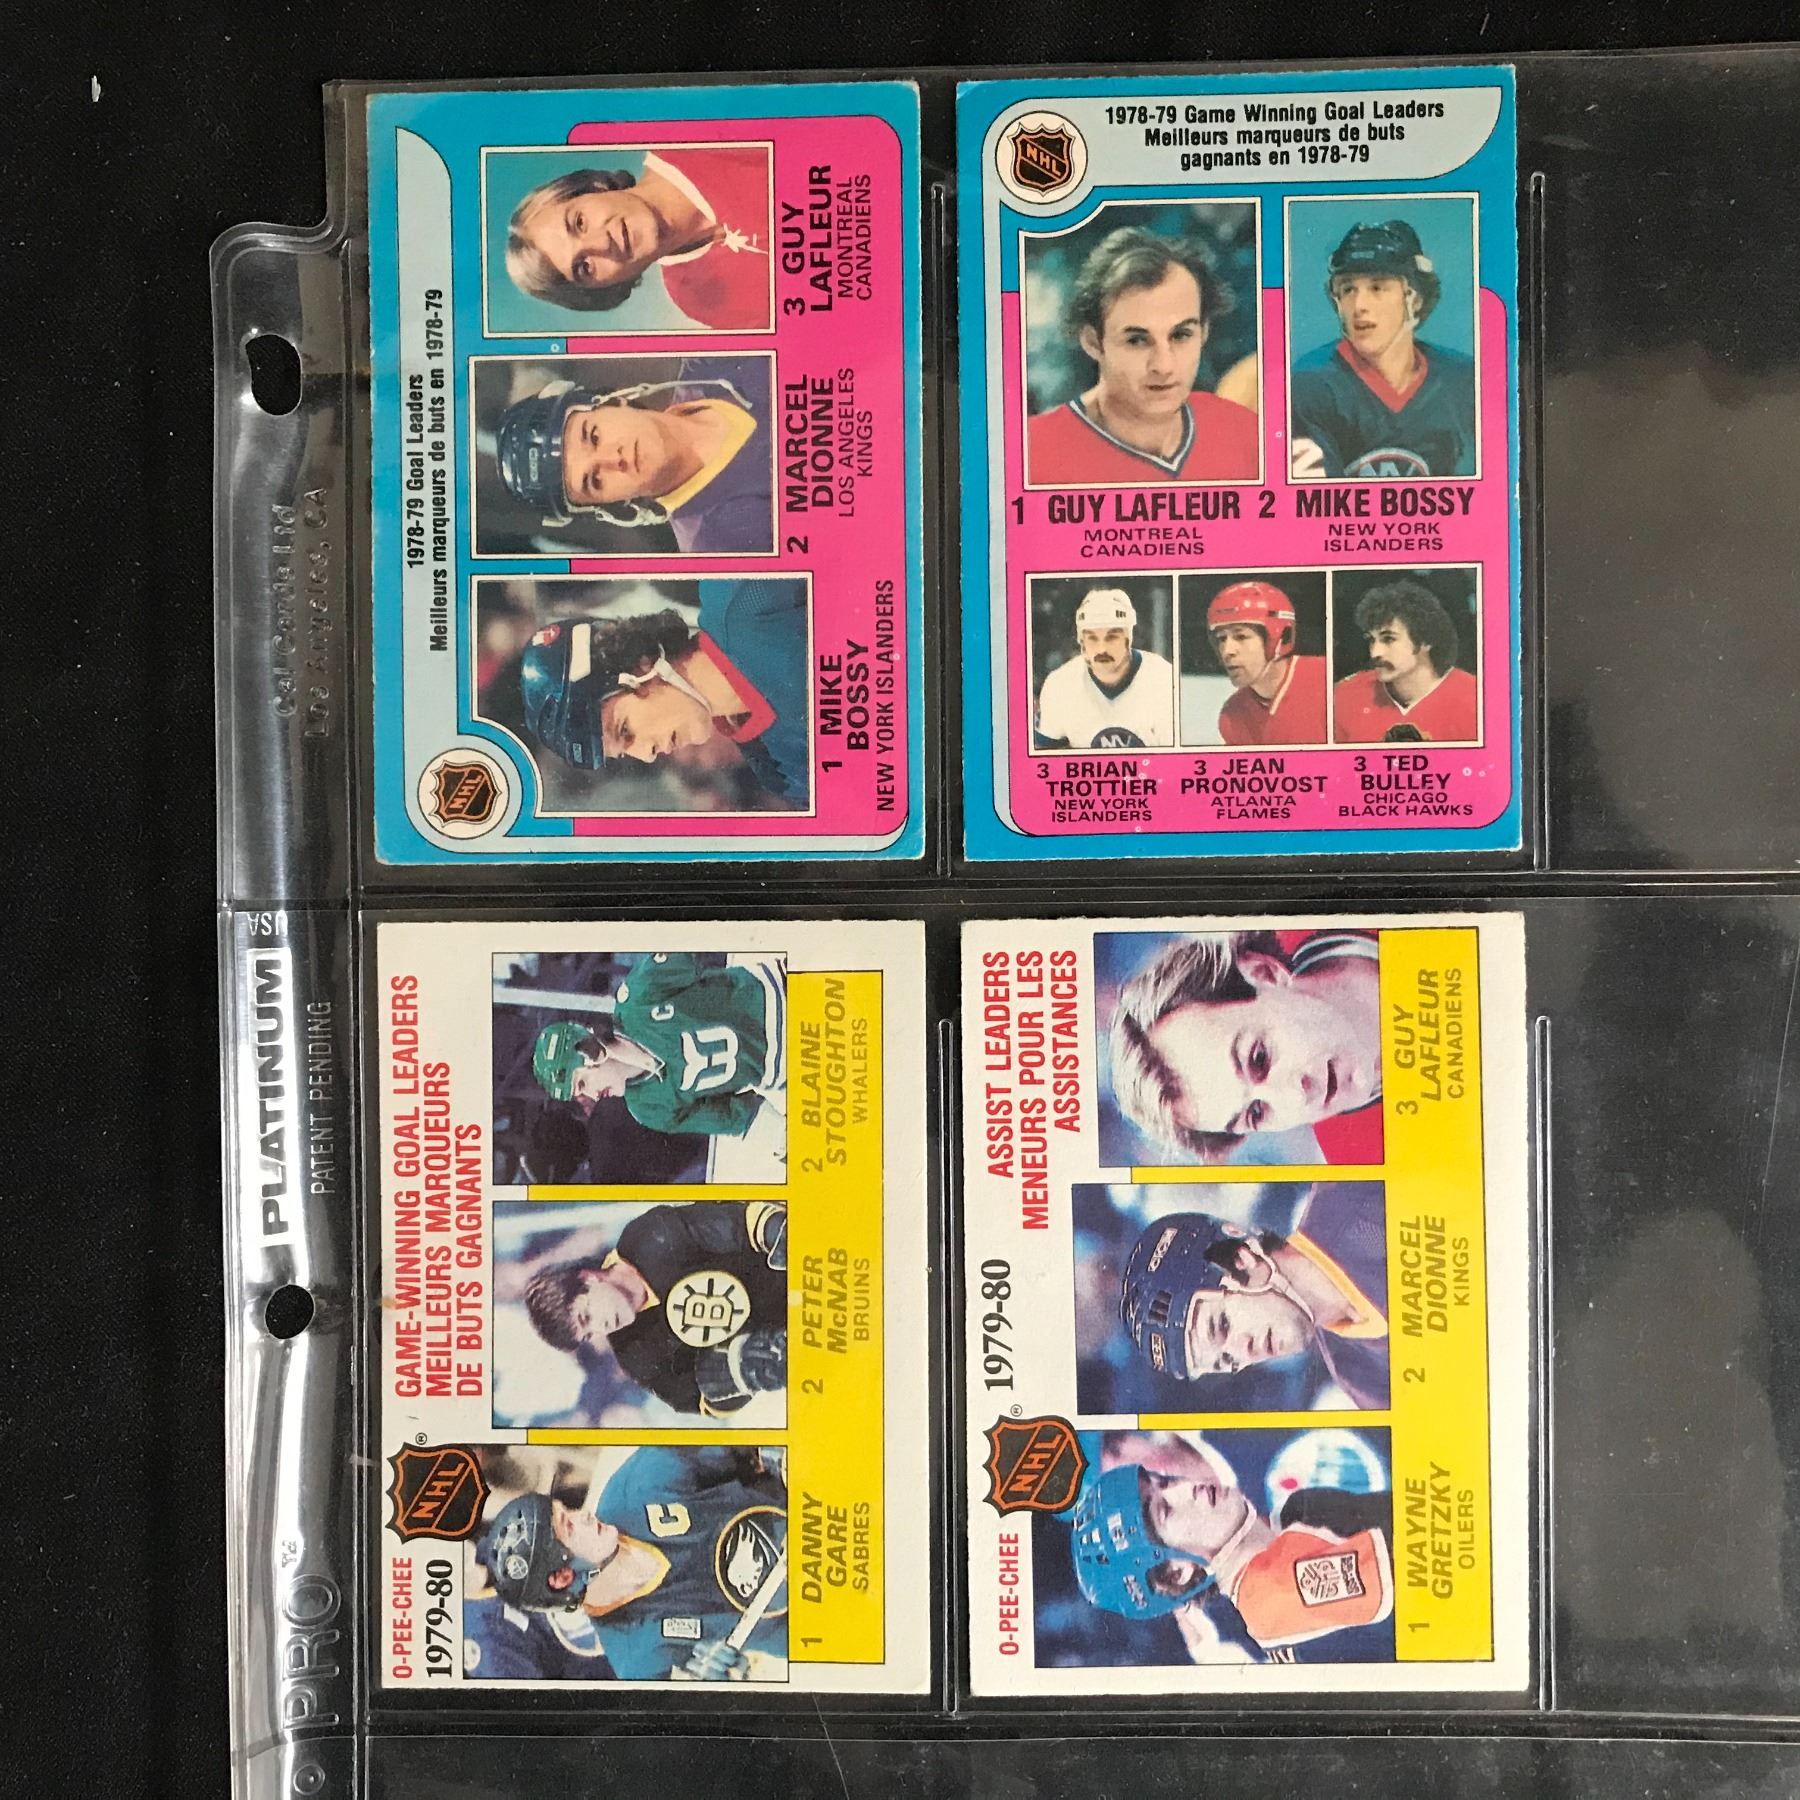 1978-79 Goal Leaders
Meilleurs marqueurs de buts en 1978-79
NHL
1 MIKE
BOSSY
NEW YORK ISLANDERS
2 MARCEL
DIONNE
LOS ANGELES
KINGS
3 GUY
LAFLEUR
MONTREAL
CANADIENS
1978-79 Game Winning Goal Leaders
Meilleurs marqueurs de buts
gagnants en 1978-79
NHL
1 GUY LAFLEUR
MONTREAL
CANADIENS
2 MIKE BOSSY
NEW YORK
ISLANDERS
3 BRIAN
TROTTIER
NEW YORK
ISLANDERS
3 JEAN
PRONOVOST
ATLANTA
FLAMES
3 TED
BULLEY
CHICAGO
BLACK HAWKS
O-PEE-CHEE
1979-80
NHL ®
GAME-WINNING GOAL LEADERS
MEILLEURS MARQUEURS
DE BUTS GAGNANTS
C
B
C
1 DANNY
GARE
SABRES
2 PETER
McNAB
BRUINS
2 BLAINE
STOUGHTON
WHALERS
O-PEE-CHEE
NHL ®
1979-80
ASSIST LEADERS
MENEURS POUR LES
ASSISTANCES
CCM
1 WAYNE
GRETZKY
OILERS
2 MARCEL
DIONNE
KINGS
3 GUY
LAFLEUR
CANADIENS
Cal Cards Ltd
Los Angeles, CA
USA
PLATINUM
PATENT PENDING
PRO